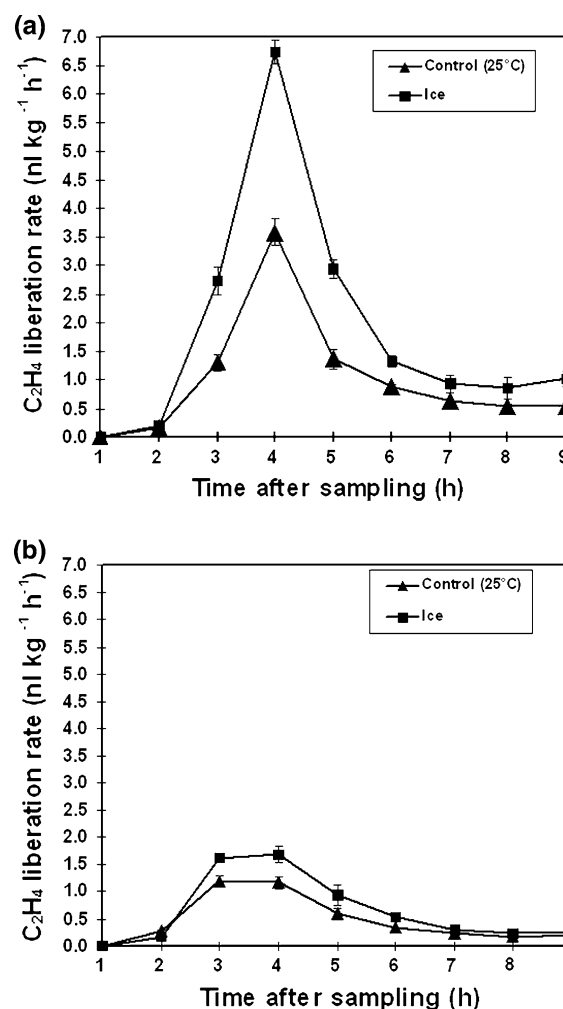 (a)
7.0
6.5
6.0
5.5
5.0
4.5
4.0
3.5
3.0
2.5
2.0
1.5
1.0
0.5
0.0
C₂H₄ liberation rate (nl kg ⁻¹ h⁻¹)
Control (25°C)
Ice
1 2 3 4 5 6 7 8 9
Time after sampling (h)
(b)
7.0
6.5
6.0
5.5
5.0
4.5
4.0
3.5
3.0
2.5
2.0
1.5
1.0
0.5
0.0
C₂H₄ liberation rate (nl kg ⁻¹ h⁻¹)
Control (25°C)
Ice
1 2 3 4 5 6 7 8
Time after sampling (h)